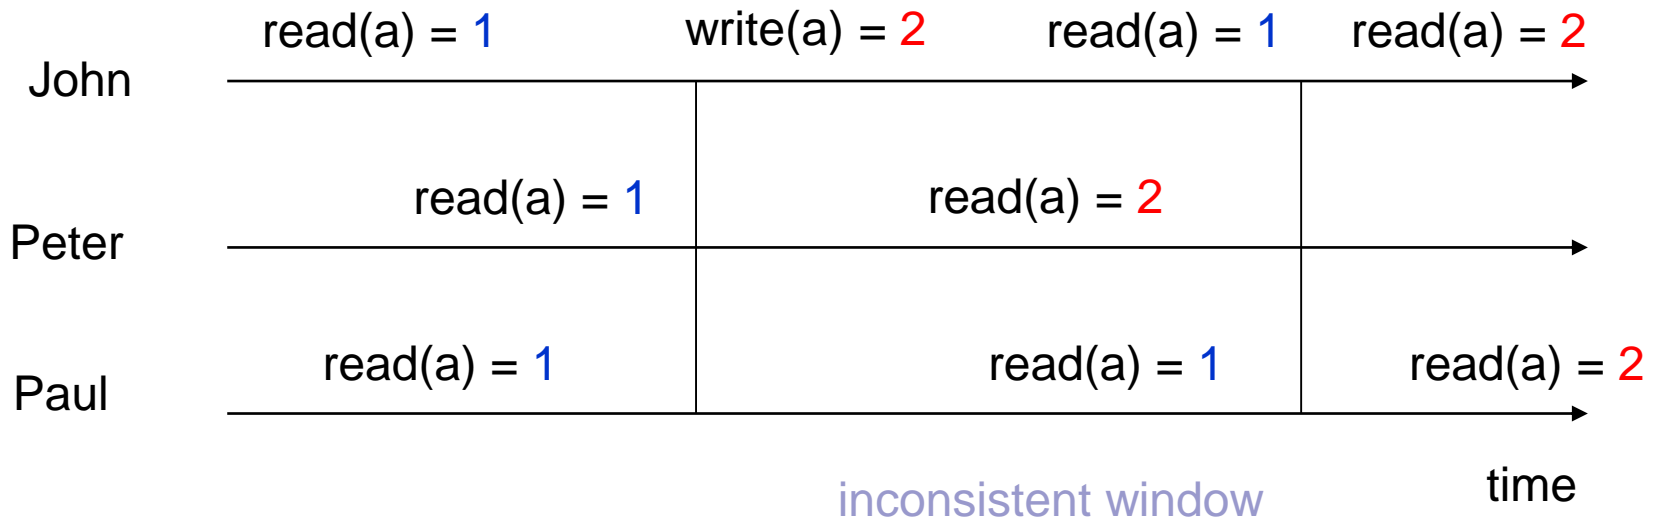 read(a) = 1 write(a) = 2 read(a) = 1 read(a) = 2
John
read(a) = 1 read(a) = 2
Peter
read(a) = 1 read(a) = 1 read(a) = 2
Paul
time
inconsistent window